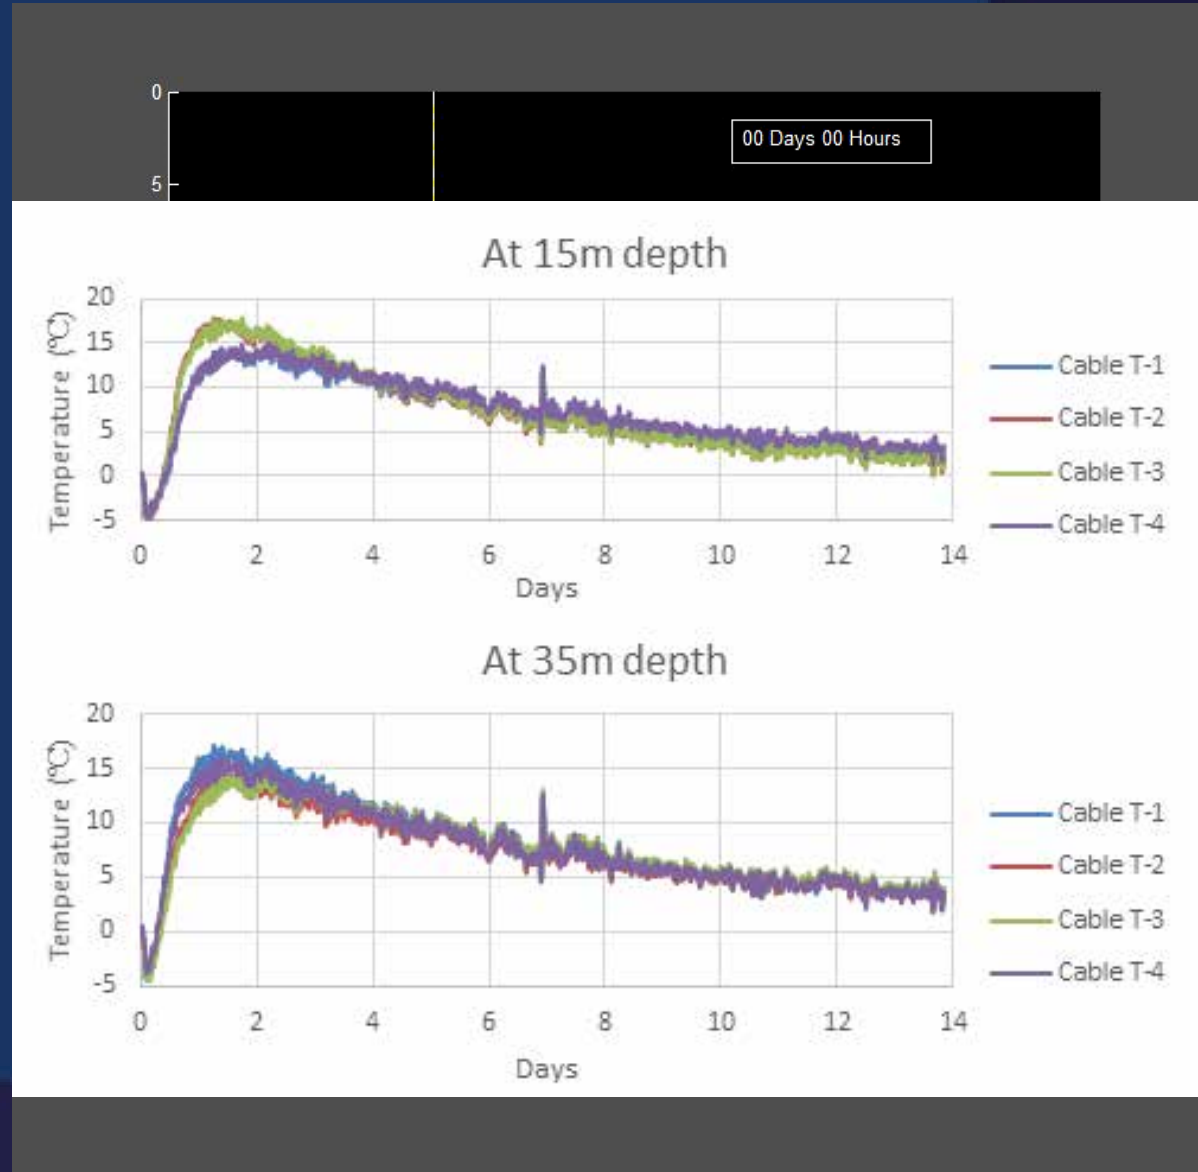 0
00 Days 00 Hours
5
At 15m depth
20
15
10
5
0
-5
Temperature (℃)
0 2 4 6 8 10 12 14
Days
Cable T-1
Cable T-2
Cable T-3
Cable T-4
At 35m depth
20
15
10
5
0
-5
Temperature (℃)
0 2 4 6 8 10 12 14
Days
Cable T-1
Cable T-2
Cable T-3
Cable T-4